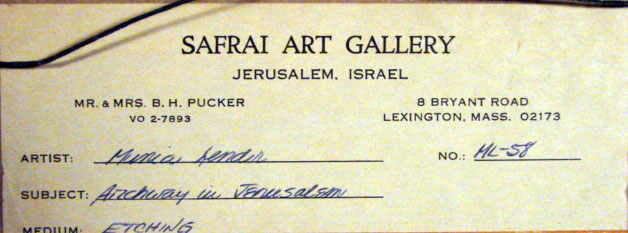 SAFRAI ART GALLERY
JERUSALEM, ISRAEL
MR. & MRS. B. H. PUCKER
VO 2-7893
8 BRYANT ROAD
LEXINGTON, MASS. 02173
ARTIST:
NO.: ML-58
SUBJECT: Archway in Jerusalem
MEDIUM: ETCHING